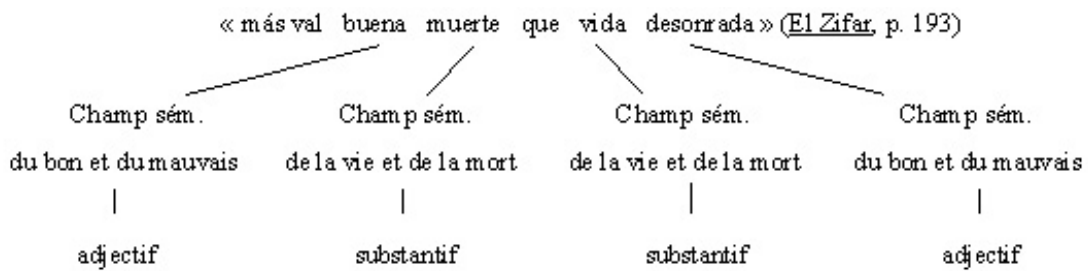 « más val buena muerte que vida desonrada » (El Zifar, p. 193)
Champ sém. Champ sém. Champ sém. Champ sém.
du bon et du mauvais de la vie et de la mort de la vie et de la mort du bon et du mauvais
adjectif substantif substantif adjectif